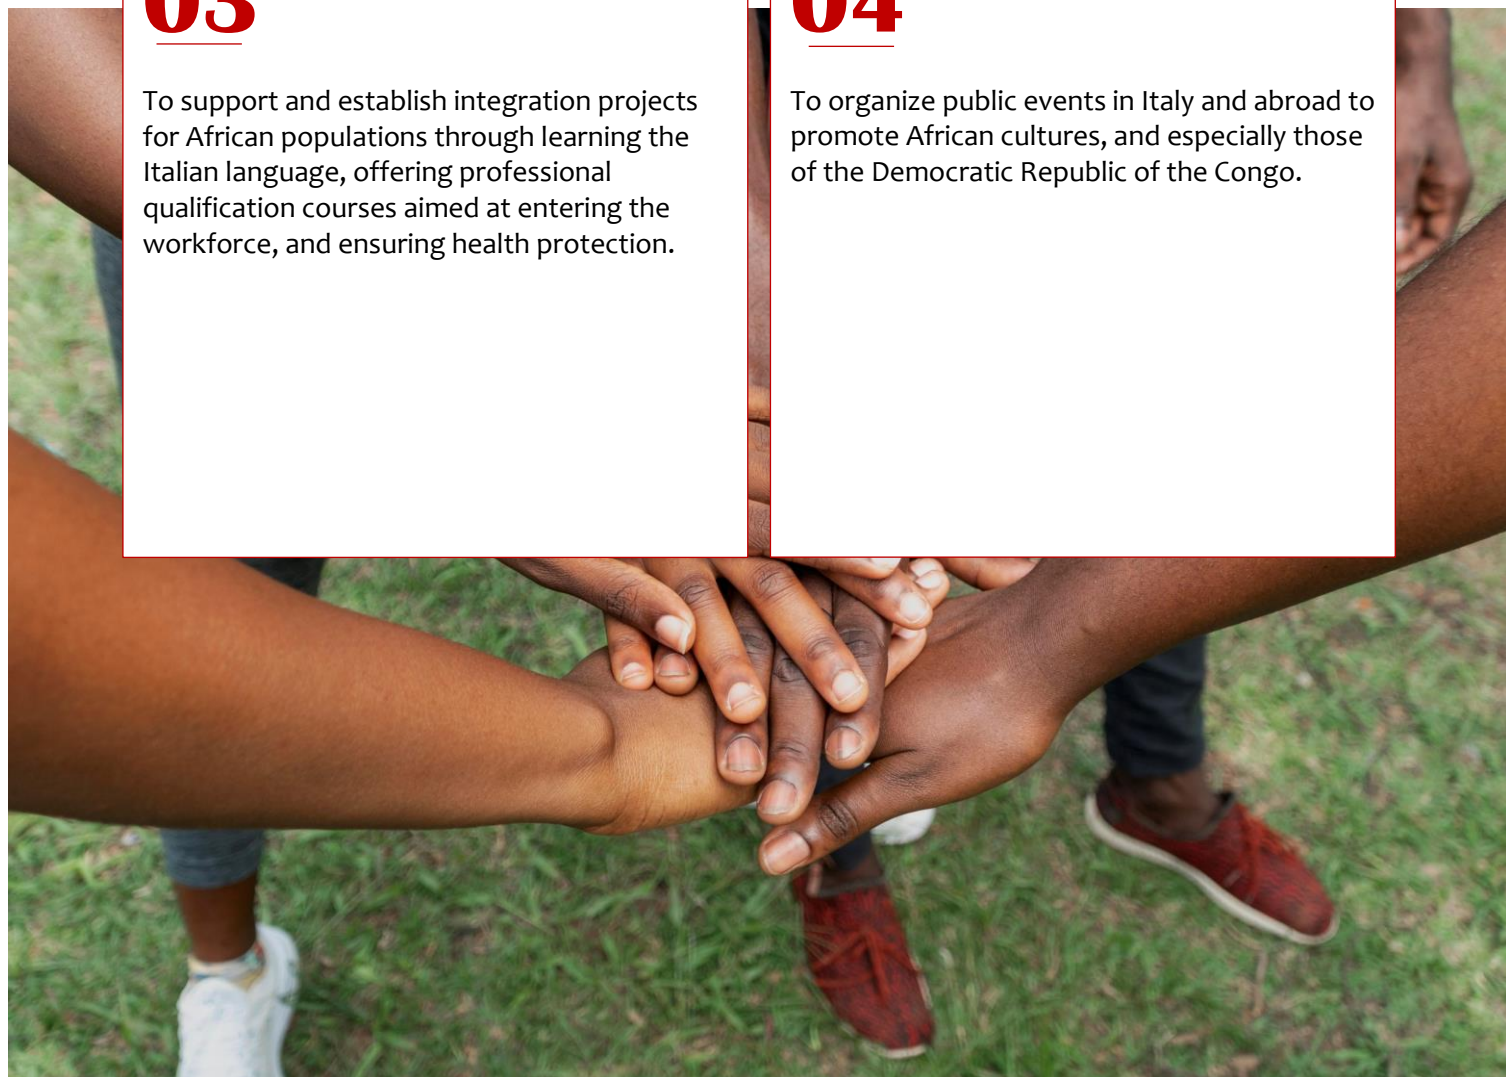 03
To support and establish integration projects
for African populations through learning the
Italian language, offering professional
qualification courses aimed at entering the
workforce, and ensuring health protection.
04
To organize public events in Italy and abroad to
promote African cultures, and especially those
of the Democratic Republic of the Congo.